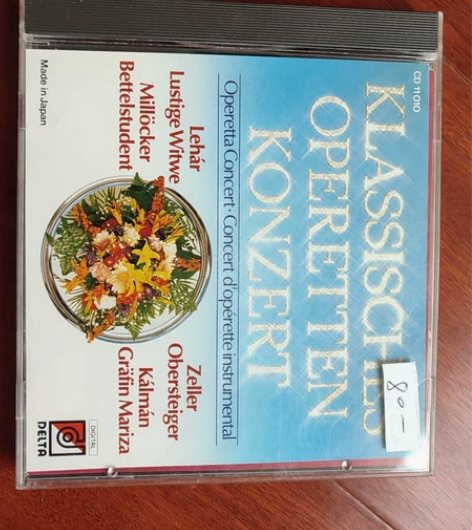 CD 11 010
KLASSISCHES
OPERETTEN
KONZERT
Operetta Concert · Concert d'opérette instrumental
Lehár
Lustige Witwe
Millöcker
Bettelstudent
Zeller
Obersteiger
Kálmán
Gräfin Mariza
Made in Japan
DIGITAL
DELTA
80-